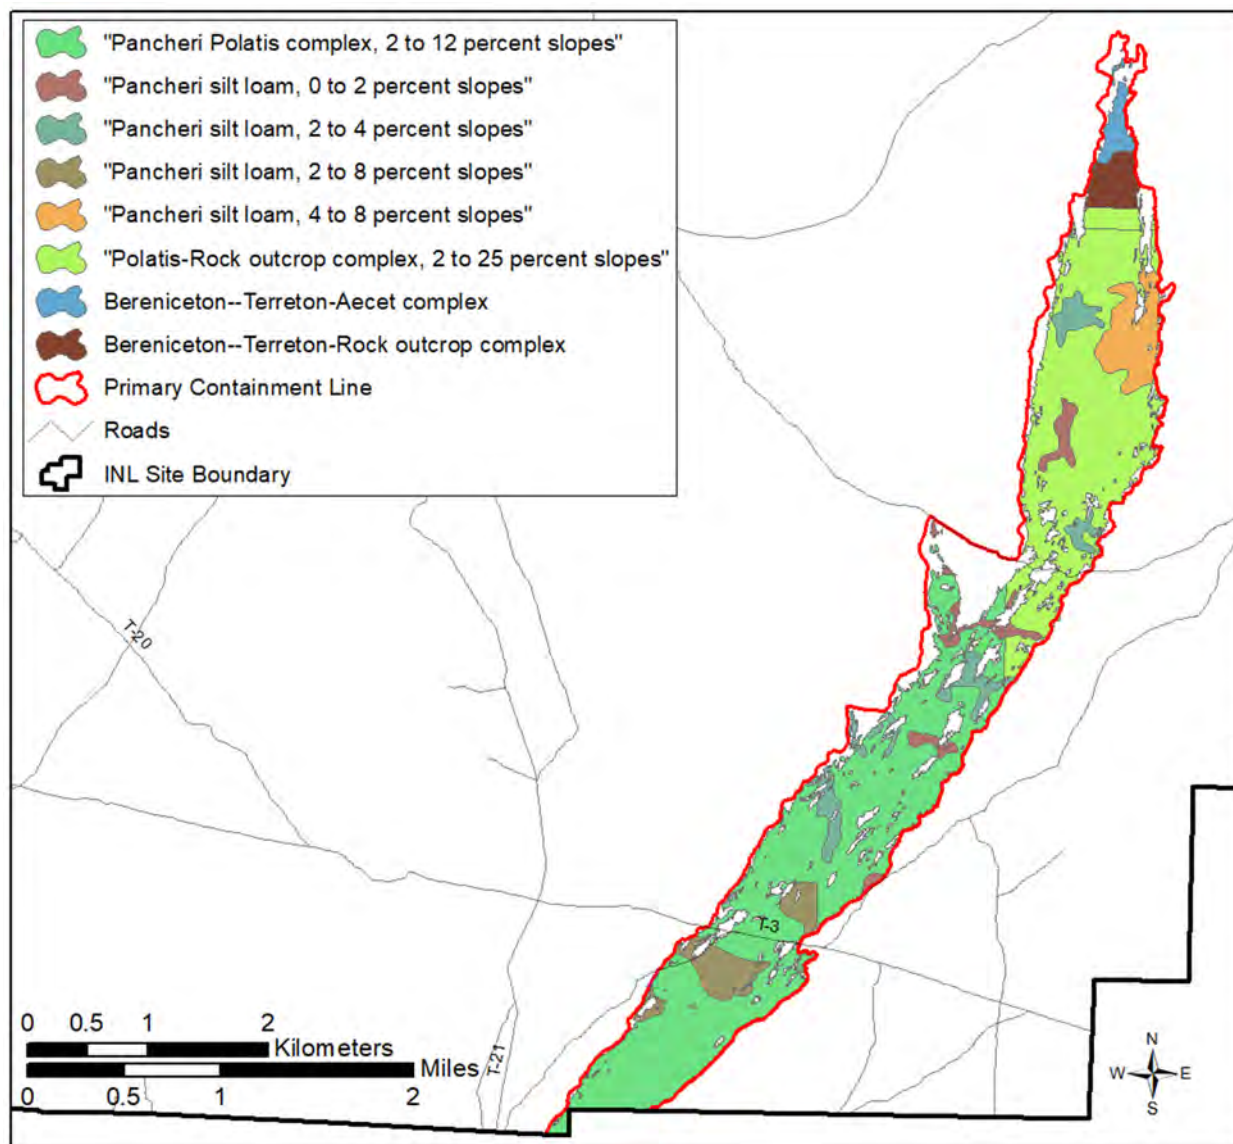 "Pancheri Polatis complex, 2 to 12 percent slopes"
"Pancheri silt loam, 0 to 2 percent slopes"
"Pancheri silt loam, 2 to 4 percent slopes"
"Pancheri silt loam, 2 to 8 percent slopes"
"Pancheri silt loam, 4 to 8 percent slopes"
"Polatis-Rock outcrop complex, 2 to 25 percent slopes"
Bereniceton--Terreton-Aecet complex
Bereniceton--Terreton-Rock outcrop complex
Primary Containment Line
Roads
INL Site Boundary
T-20
T-3
T-21
0 0.5 1 2
Kilometers
Miles
0 0.5 1 2
N
W E
S